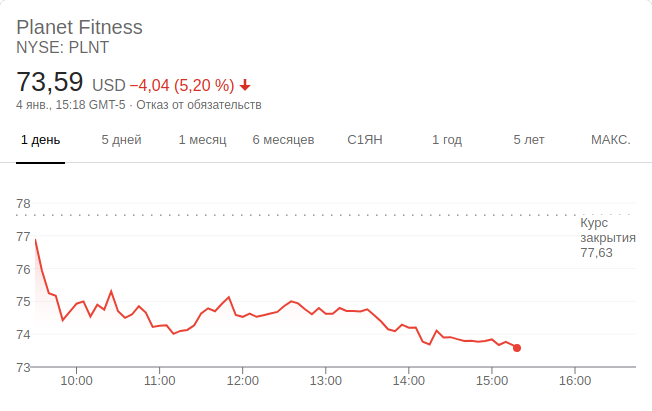 Planet Fitness
NYSE: PLNT
73,59 USD −4,04 (5,20 %)
4 янв., 15:18 GMT-5 · Отказ от обязательств
1 день 5 дней 1 месяц 6 месяцев С1ЯН 1 год 5 лет МАКС.
78
Курс
закрытия
77,63
77
76
75
74
73
10:00 11:00 12:00 13:00 14:00 15:00 16:00